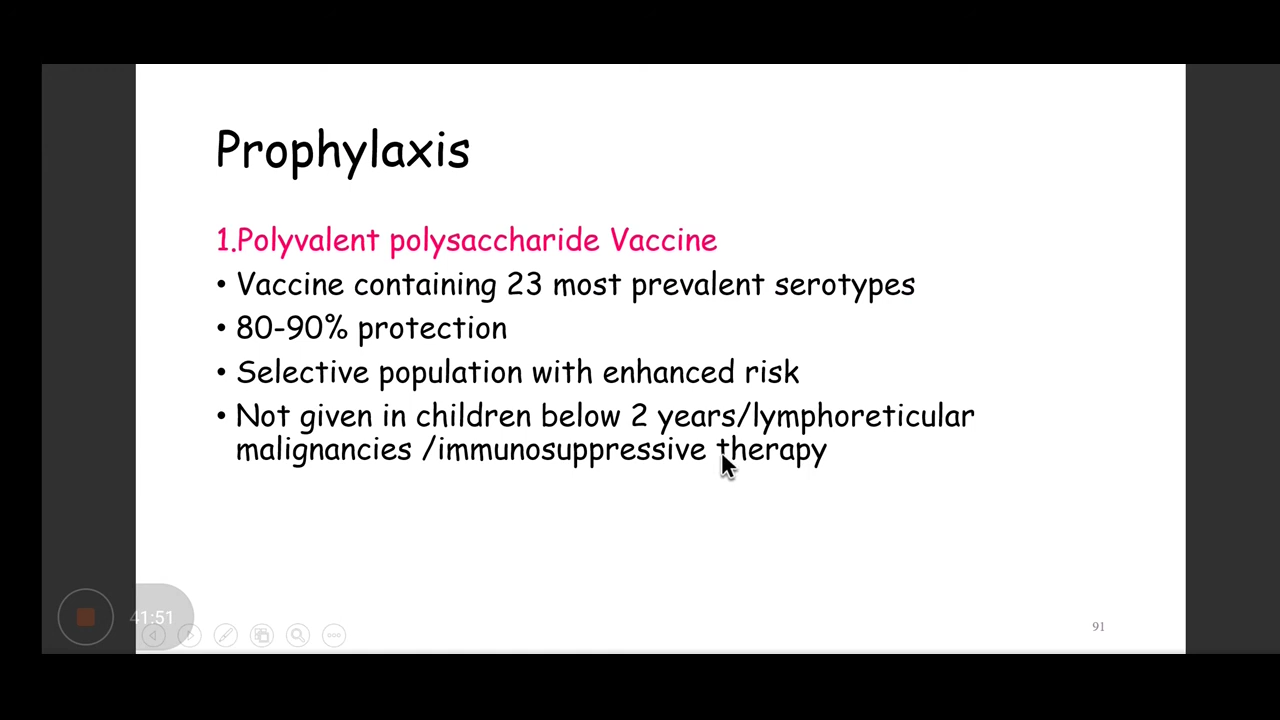 Prophylaxis
1.Polyvalent polysaccharide Vaccine
• Vaccine containing 23 most prevalent serotypes
• 80-90% protection
• Selective population with enhanced risk
• Not given in children below 2 years/lymphoreticular
malignancies /immunosuppressive therapy
41:51
91